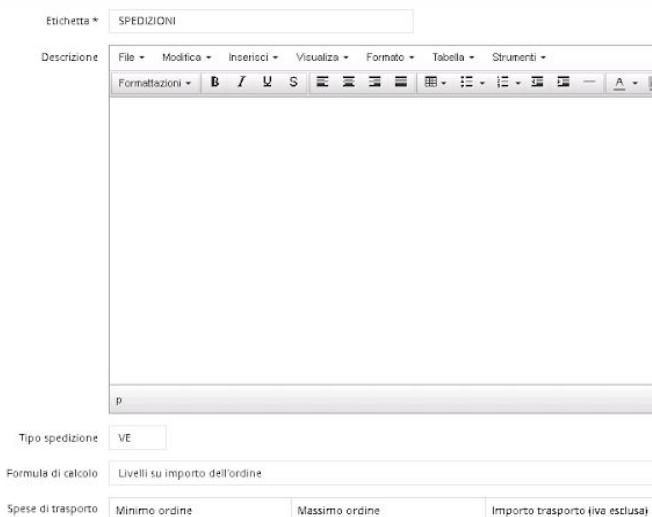 Etichetta * SPEDIZIONI
Descrizione File Modifica Inserisci Visualiza Formato Tabella Strumenti
Formattazioni B I U S A
p
Tipo spedizione VE
Formula di calcolo Livelli su importo dell'ordine
Spese di trasporto Minimo ordine Massimo ordine Importo trasporto (iva esclusa)